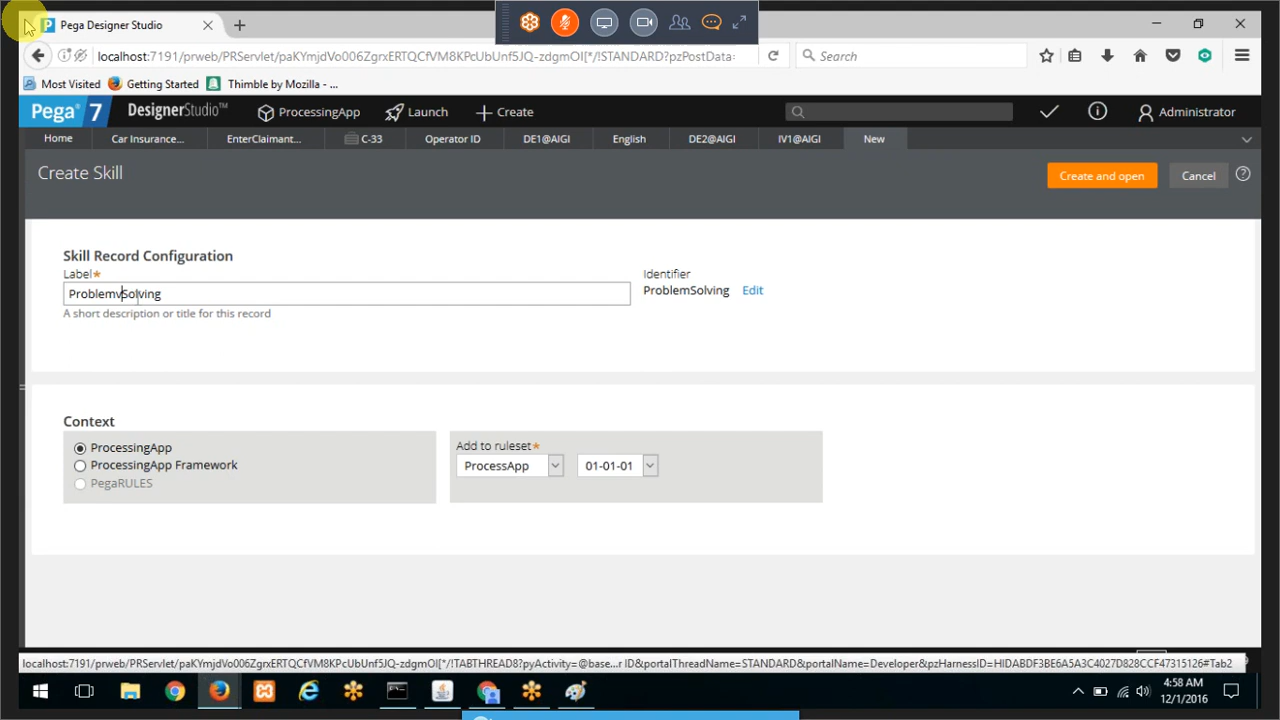 Pega Designer Studio
localhost:7191/prweb/PRServlet/paKYmjdVo006ZgrxERTQCfVM8KPcUbUnf5JQ-zdgmOI[*/!STANDARD?pzPostData=
Search
Most Visited
Getting Started
Thimble by Mozilla - ...
Pega 7
DesignerStudio™
ProcessingApp
Launch
Create
Administrator
Home
Car Insurance...
EnterClaimant...
C-33
Operator ID
DE1@AIGI
English
DE2@AIGI
IV1@AIGI
New
Create Skill
Create and open
Cancel
Skill Record Configuration
Label*
ProblemvSolving
A short description or title for this record
Identifier
ProblemSolving Edit
Context
ProcessingApp
ProcessingApp Framework
PegaRULES
Add to ruleset*
ProcessApp
01-01-01
localhost:7191/prweb/PRServlet/paKYmjdVo006ZgrxERTQCfVM8KPcUbUnf5JQ-zdgmOI[*/!TABTHREAD8?pyActivity=@base...r ID&portalThreadName=STANDARD&portalName=Developer&pzHarnessID=HIDABDF3BE6A5A3C4027D828CCF47315126#Tab2
4:58 AM
12/1/2016